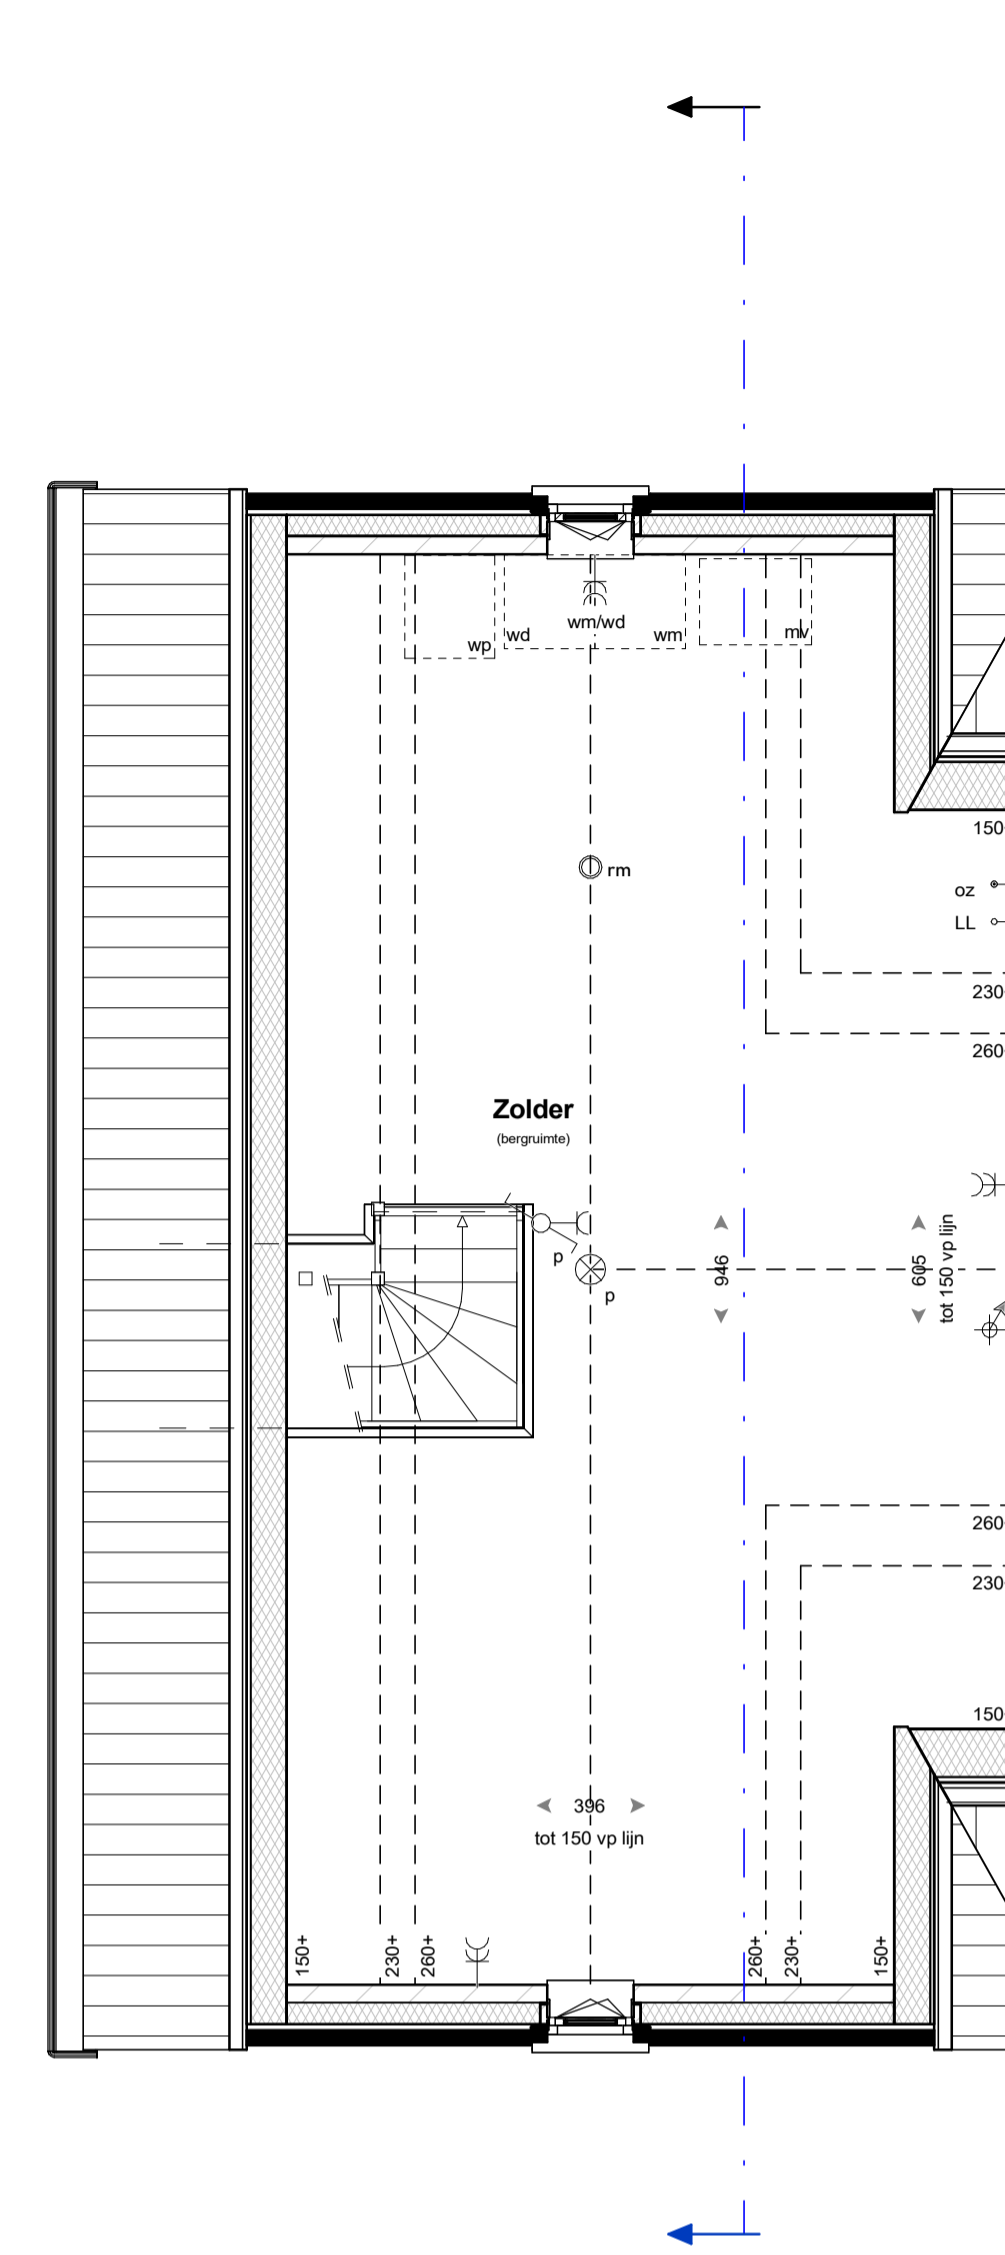 wp
wd
wm/wd
wm
mv
150
rm
oz
LL
230
260
Zolder
(bergruimte)
p
p
946
605
tot 150 vp lijn
260
230
150
396
tot 150 vp lijn
150+
230+
260+
260+
230+
150+